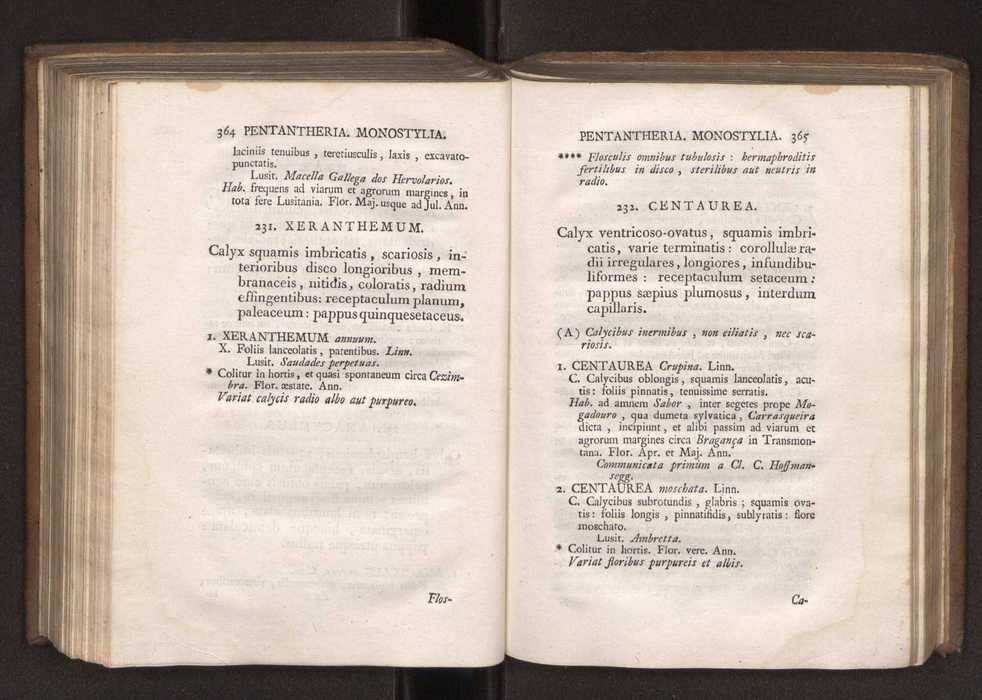 364 PENTANTHERIA. MONOSTYLIA.
laciniis tenuibus , teretiusculis , laxis , excavato-
punctatis.
Lusit. Macella Gallega dos Hervolarios.
Hab. frequens ad viarum et agrorum margines , in
tota fere Lusitania. Flor. Maj. usque ad Jul. Ann.
231. XERANTHEMUM.
Calyx squamis imbricatis , scariosis , in-
terioribus disco longioribus , mem-
branaceis , nitidis , coloratis , radium
effingentibus: receptaculum planum,
paleaceum : pappus quinquesetaceus.
1. XERANTHEMUM annuum.
X. Foliis lanceolatis , patentibus. Linn.
Lusit. Saudades perpetuas.
* Colitur in hortis , et quasi spontaneum circa Cezim-
bra. Flor. æstate. Ann.
Variat calycis radio albo aut purpureo.
Flos-
PENTANTHERIA. MONOSTYLIA. 365
**** Flosculis omnibus tubulosis : hermaphroditis
fertilibus in disco , sterilibus aut neutris in
radio.
232. CENTAUREA.
Calyx ventricoso-ovatus , squamis imbri-
catis , varie terminatis : corollulæ ra-
dii irregulares , longiores , infundibu-
liformes : receptaculum setaceum :
pappus sæpius plumosus , interdum
capillaris.
(A) Calycibus inermibus , non ciliatis , nec sca-
riosis.
1. CENTAUREA Crupina. Linn.
C. Calycibus oblongis , squamis lanceolatis , acu-
tis : foliis pinnatis , tenuissime serratis.
Hab. ad amnem Sabor , inter segetes prope Mo-
gadouro , qua dumeta sylvatica , Carrasqueira
dicta , incipiunt , et alibi passim ad viarum et
agrorum margines circa Bragança in Transmon-
tana. Flor. Apr. et Maj. Ann.
Communicata primùm a Cl. C. Hoffman-
segg.
2. CENTAUREA moschata. Linn.
C. Calycibus subrotundis , glabris ; squamis ova-
tis : foliis longis , pinnatifidis , sublyratis : flore
moschato.
Lusit. Ambretta.
* Colitur in hortis. Flor. vere. Ann.
Variat floribus purpureis et albis.
Ca-